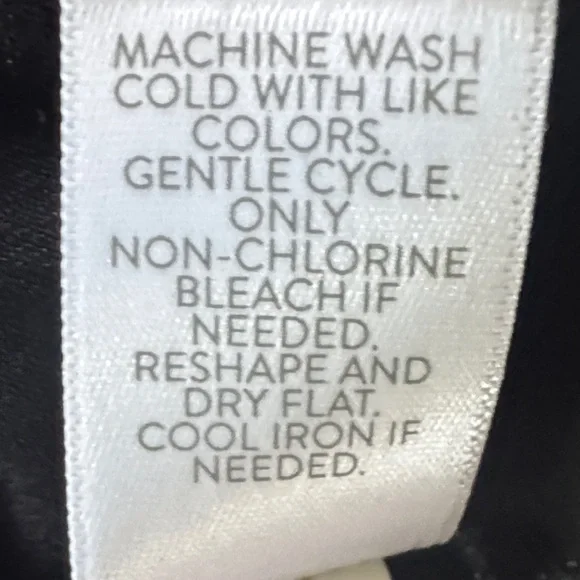 MACHINE WASH
COLD WITH LIKE
COLORS.
GENTLE CYCLE.
ONLY
NON-CHLORINE
BLEACH IF
NEEDED.
RESHAPE AND
DRY FLAT.
COOL IRON IF
NEEDED.